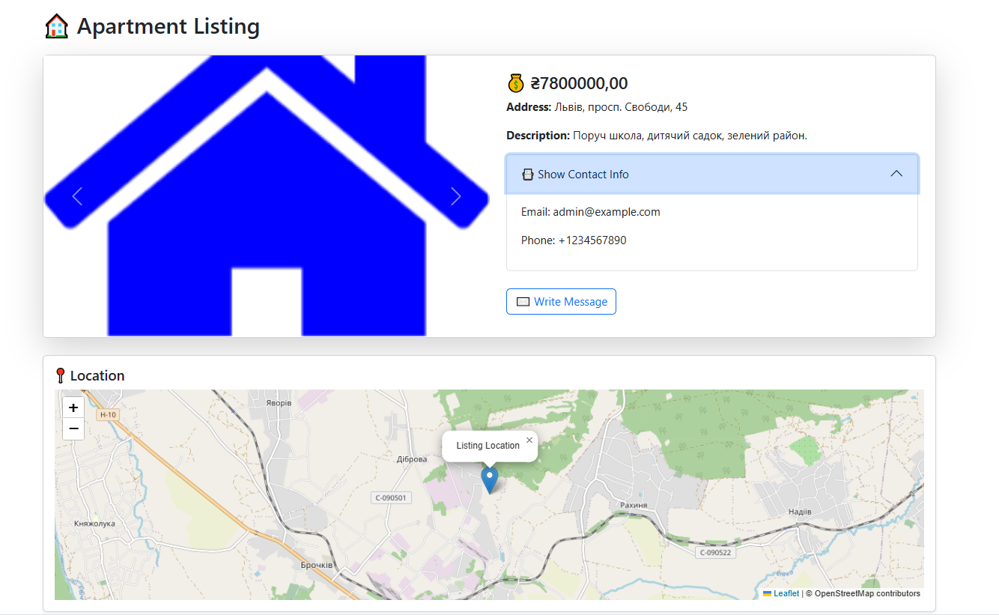 Apartment Listing
₴7800000,00
Address: Львів, просп. Свободи, 45
Description: Поруч школа, дитячий садок, зелений район.
Show Contact Info
Email: admin@example.com
Phone: +1234567890
Write Message
Location
+
−
Н-10
Яворів
Listing Location ×
Діброва
С-090501
Рахиня
Надіїв
Княжолука
С-090522
Брочків
Leaflet | © OpenStreetMap contributors